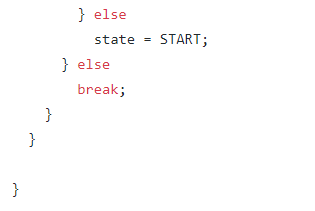 } else
state = START;
} else
break;
}
}
}